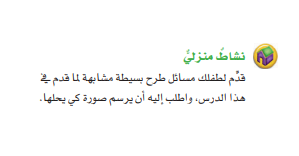 نشاطٌ منزليٌّ
قدِّم لطفلك مسائل طرح بسيطة مشابهة لما قدم في
هذا الدرس، واطلب إليه أن يرسم صورة كي يحلها.